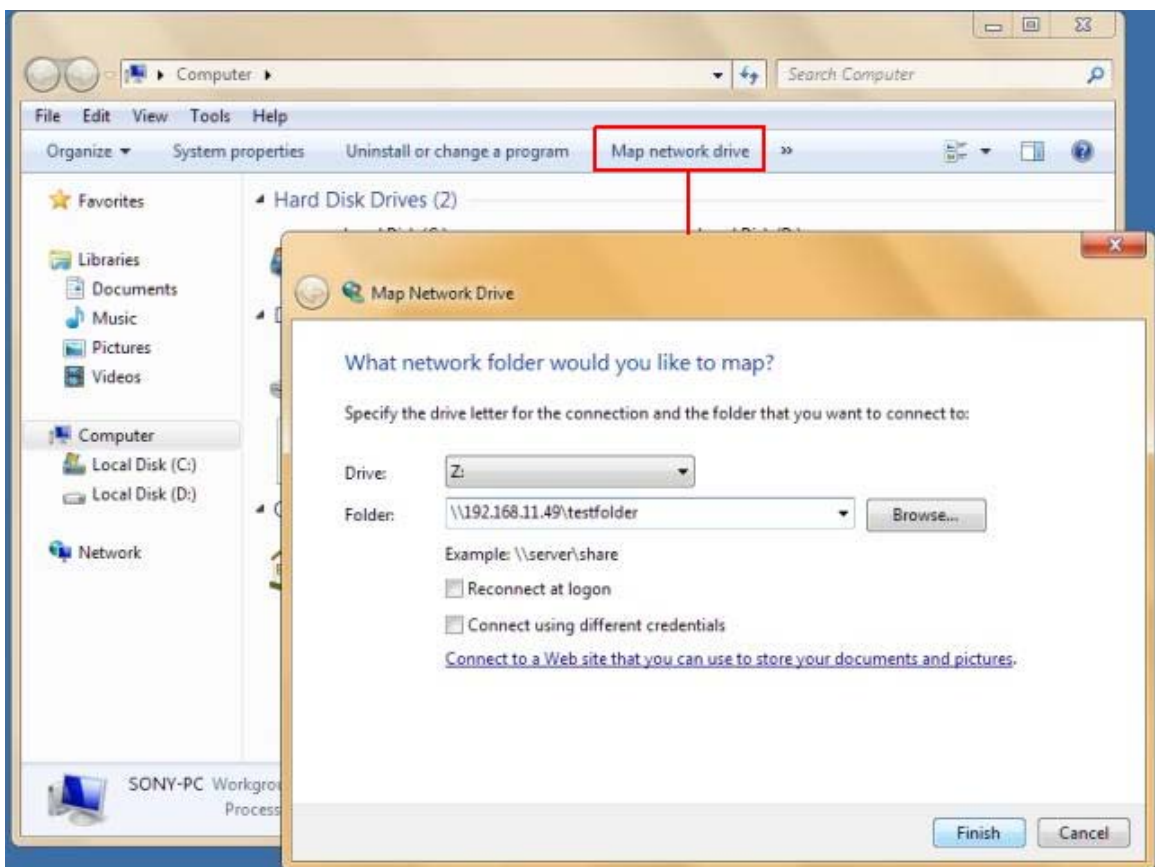 Computer
Search Computer
File Edit View Tools Help
Organize System properties Uninstall or change a program Map network drive »
Favorites
Hard Disk Drives (2)
Libraries
Documents
Music
Pictures
Videos
Computer
Local Disk (C:)
Local Disk (D:)
Network
SONY-PC
Map Network Drive
What network folder would you like to map?
Specify the drive letter for the connection and the folder that you want to connect to:
Drive: Z:
Folder: \\192.168.11.49\testfolder Browse...
Example: \\server\share
Reconnect at logon
Connect using different credentials
Connect to a Web site that you can use to store your documents and pictures.
Finish Cancel